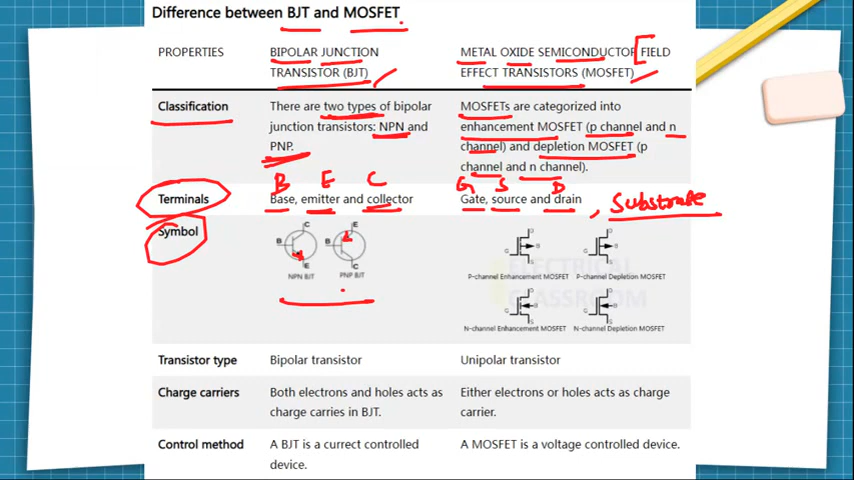 Difference between BJT and MOSFET
PROPERTIES
BIPOLAR JUNCTION
TRANSISTOR (BJT)
METAL OXIDE SEMICONDUCTOR FIELD
EFFECT TRANSISTORS (MOSFET)
Classification
There are two types of bipolar
junction transistors: NPN and
PNP.
MOSFETs are categorized into
enhancement MOSFET (p channel and n
channel) and depletion MOSFET (p
channel and n channel).
B E C
G S D
Terminals
Base, emitter and collector
Gate, source and drain , Substrate
Symbol
C
B
E
NPN BJT
E
B
C
PNP BJT
D
G B
S
P-channel Enhancement MOSFET
D
G B
S
P-channel Depletion MOSFET
ELECTRICAL
CLASSROOM
D
G B
S
N-channel Enhancement MOSFET
D
G B
S
N-channel Depletion MOSFET
Transistor type
Bipolar transistor
Unipolar transistor
Charge carriers
Both electrons and holes acts as
charge carries in BJT.
Either electrons or holes acts as charge
carrier.
Control method
A BJT is a currect controlled
device.
A MOSFET is a voltage controlled device.